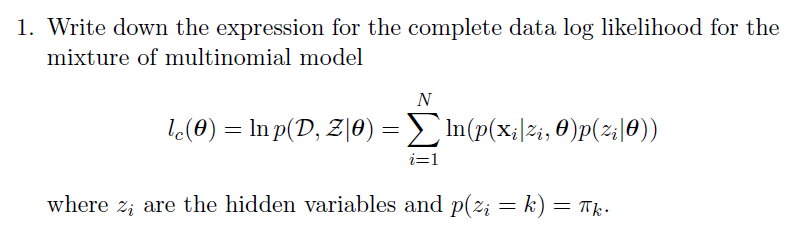 1. Write down the expression for the complete data log likelihood for the
mixture of multinomial model
l_c(θ) = ln p(D, Z|θ) = ∑_{i=1}^{N} ln(p(x_i|z_i, θ)p(z_i|θ))
where z_i are the hidden variables and p(z_i = k) = π_k.